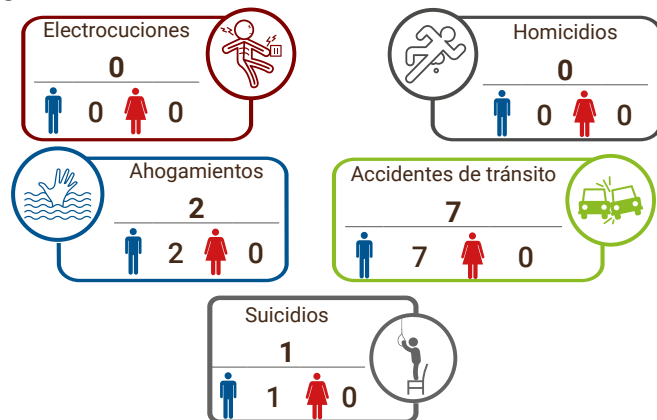 Electrocuciones
0
0 0
Homicidios
0
0 0
Ahogamientos
2
2 0
Accidentes de tránsito
7
7 0
Suicidios
1
1 0